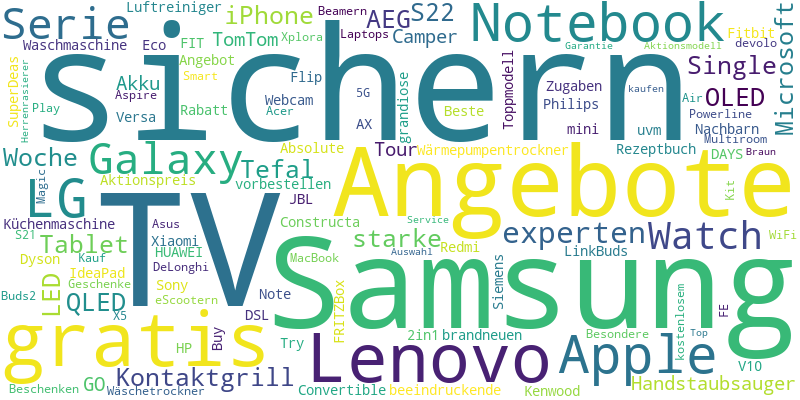 Luftreiniger
iPhone
Beamern
AEG
S22
Notebook
Microsoft
Serie
Waschmaschine
Eco
FIT
TomTom
Xplora
Laptops
Camper
Garantie
Aktionsmodell
Fitbit
devolo
SuperDeas
Herrenrasierer
Angebot
Smart
Flip
Single
sichern
Akku
Aspire
Versa
Play
Rabatt
Webcam
Acer
5G
AX
grandiose
Beste
Toppmodell
Zugaben
Philips
mini
kaufen
Air
OLED
Powerline
Nachbarn
uvm
Multiroom
Rezeptbuch
DAYS
Braun
Woche
Galaxy
Tefal
Absolute
Tour
Wärmepumpentrockner
Magic
Aktionspreis
vorbestellen
LG
TV
JBL
Angebote
Kit
Küchenmaschine
Asus
Constructa
Service
S21
Tablet
Xiaomi
HUAWEI
starke
experten
Watch
WiFi
Kauf
Dyson
DeLonghi
MacBook
Auswahl
Redmi
LinkBuds
Samsung
Siemens
IdeaPad
Geschenke
Sony
eScootern
Buds2
LED
QLED
X5
Note
DSL
FRITZBox
FE
kostenlosem
gratis
Buy
HP
Try
2in1
brandneuen
Besondere
Top
Lenovo
Apple
V10
Beschenken
GO
Kontaktgrill
Wäschetrockner
Convertible
beeindruckende
Kenwood
Handstaubsauger